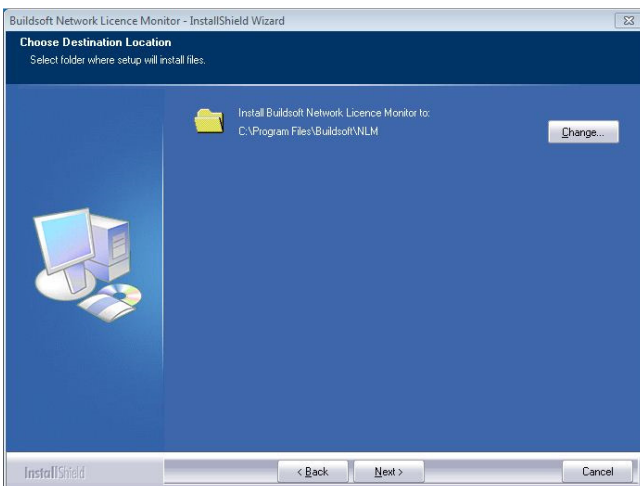 Buildsoft Network Licence Monitor - InstallShield Wizard
Choose Destination Location
Select folder where setup will install files.
Install Buildsoft Network Licence Monitor to:
C:\Program Files\Buildsoft\NLM
Change...
InstallShield
< Back
Next >
Cancel